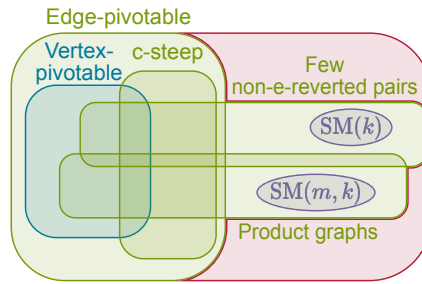 Edge-pivotable
Vertex-
pivotable
c-steep
Few
non-e-reverted pairs
SM(k)
SM(m, k)
Product graphs